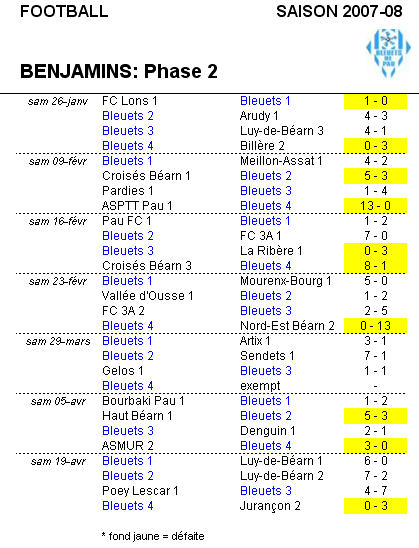 FOOTBALL SAISON 2007-08
BLEUETS
DE
PAU
BENJAMINS: Phase 2
sam 26-janv FC Lons 1 Bleuets 1 1 - 0
Bleuets 2 Arudy 1 4 - 3
Bleuets 3 Luy-de-Béarn 3 4 - 1
Bleuets 4 Billère 2 0 - 3
sam 09-févr Bleuets 1 Meillon-Assat 1 4 - 2
Croisés Béarn 1 Bleuets 2 5 - 3
Pardies 1 Bleuets 3 1 - 4
ASPTT Pau 1 Bleuets 4 13 - 0
sam 16-févr Pau FC 1 Bleuets 1 1 - 2
Bleuets 2 FC 3A 1 7 - 0
Bleuets 3 La Ribère 1 0 - 3
Croisés Béarn 3 Bleuets 4 8 - 1
sam 23-févr Bleuets 1 Mourenx-Bourg 1 5 - 0
Vallée d'Ousse 1 Bleuets 2 1 - 2
FC 3A 2 Bleuets 3 2 - 5
Bleuets 4 Nord-Est Béarn 2 0 - 13
sam 29-mars Bleuets 1 Artix 1 3 - 1
Bleuets 2 Sendets 1 7 - 1
Gelos 1 Bleuets 3 1 - 1
Bleuets 4 exempt -
sam 05-avr Bourbaki Pau 1 Bleuets 1 1 - 2
Haut Béarn 1 Bleuets 2 5 - 3
Bleuets 3 Denguin 1 2 - 1
ASMUR 2 Bleuets 4 3 - 0
sam 19-avr Bleuets 1 Luy-de-Béarn 1 6 - 0
Bleuets 2 Luy-de-Béarn 2 7 - 2
Poey Lescar 1 Bleuets 3 4 - 7
Bleuets 4 Jurançon 2 0 - 3
* fond jaune = défaite